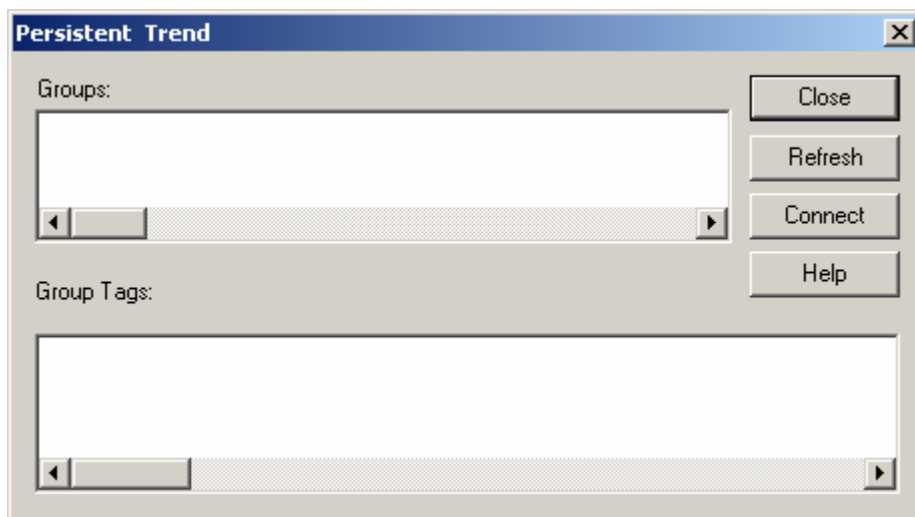 Persistent Trend
Groups:
Close
Refresh
Connect
Help
Group Tags: